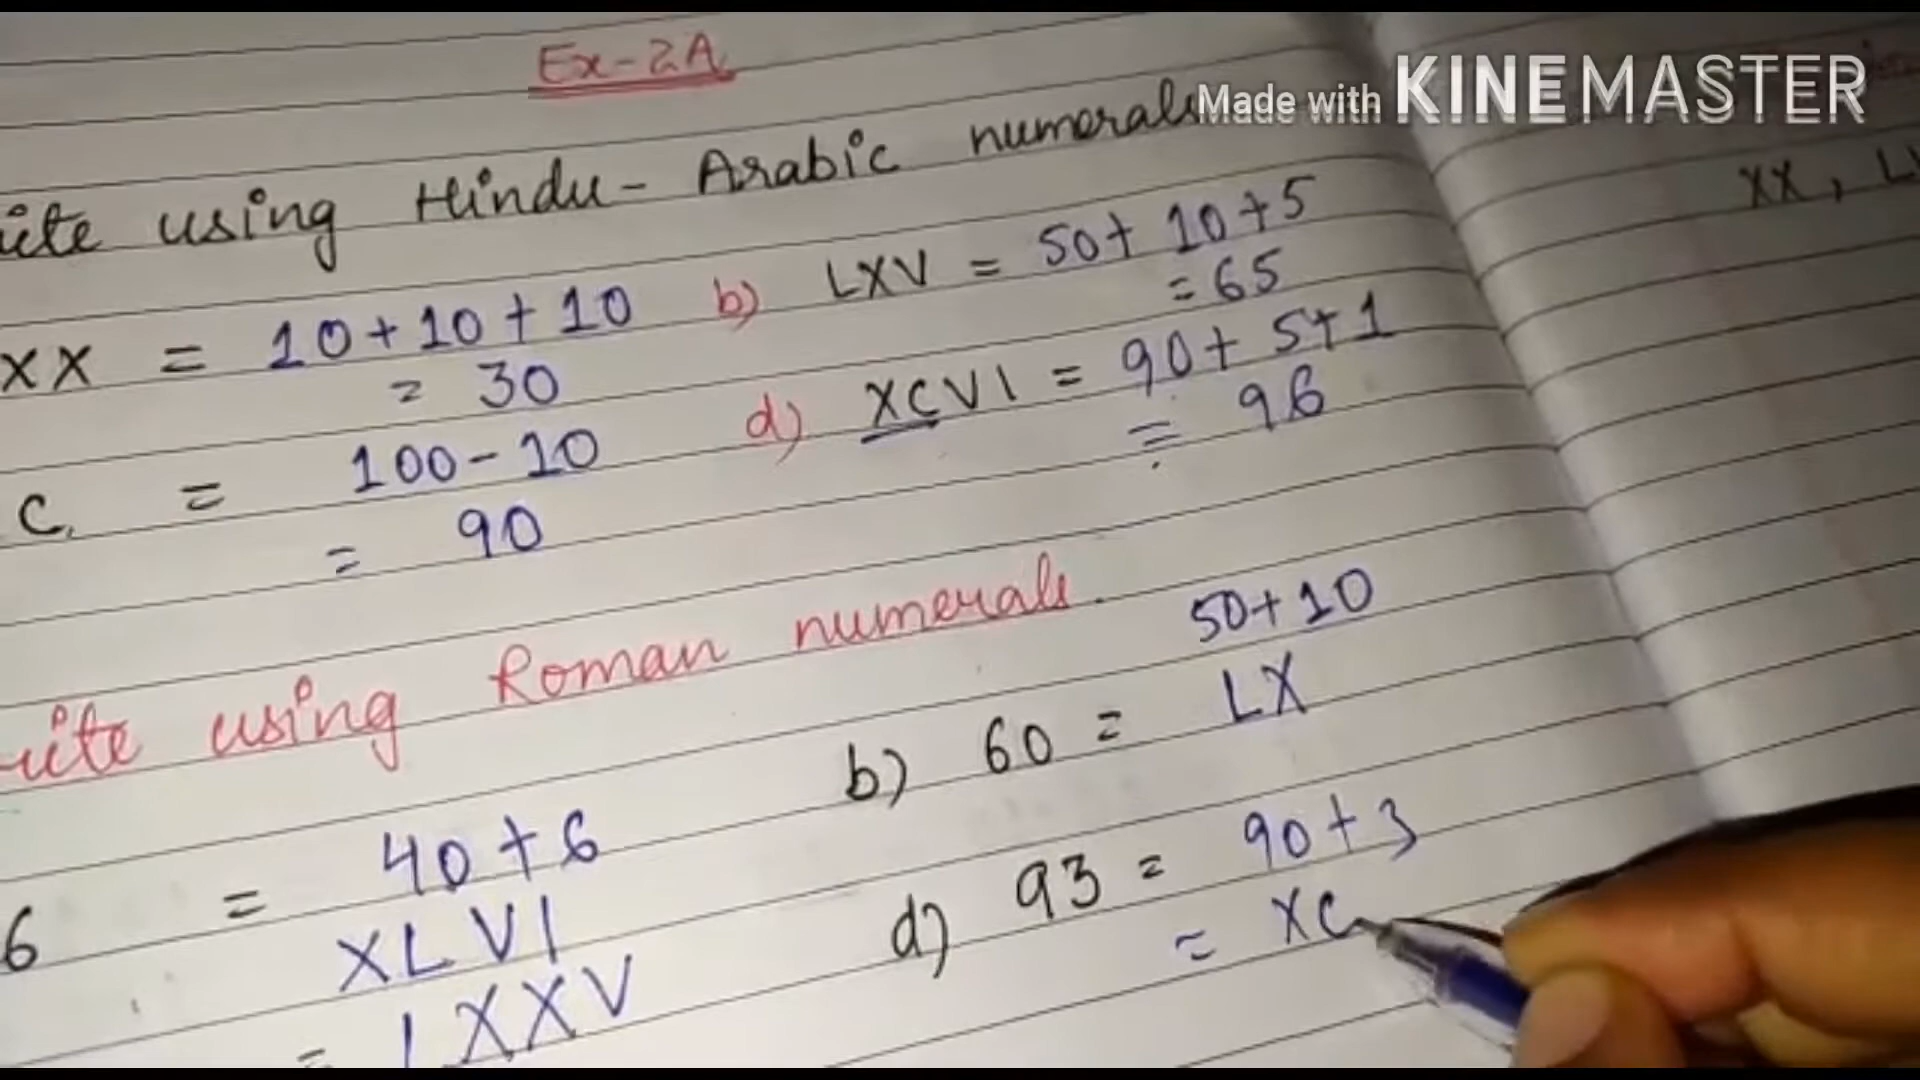 Ex-2A
Made with KINEMASTER
ite using Hindu-Arabic numerals
XX, L
XX = 10+10+10
= 30
b) LXV = 50+10+5
= 65
C = 100-10
= 90
d) XCVI = 90+5+1
= 96
ite using Roman numerals.
6 = 40+6
XLVI
b) 60 = 50+10
LX
= LXXV
d) 93 = 90+3
= XC